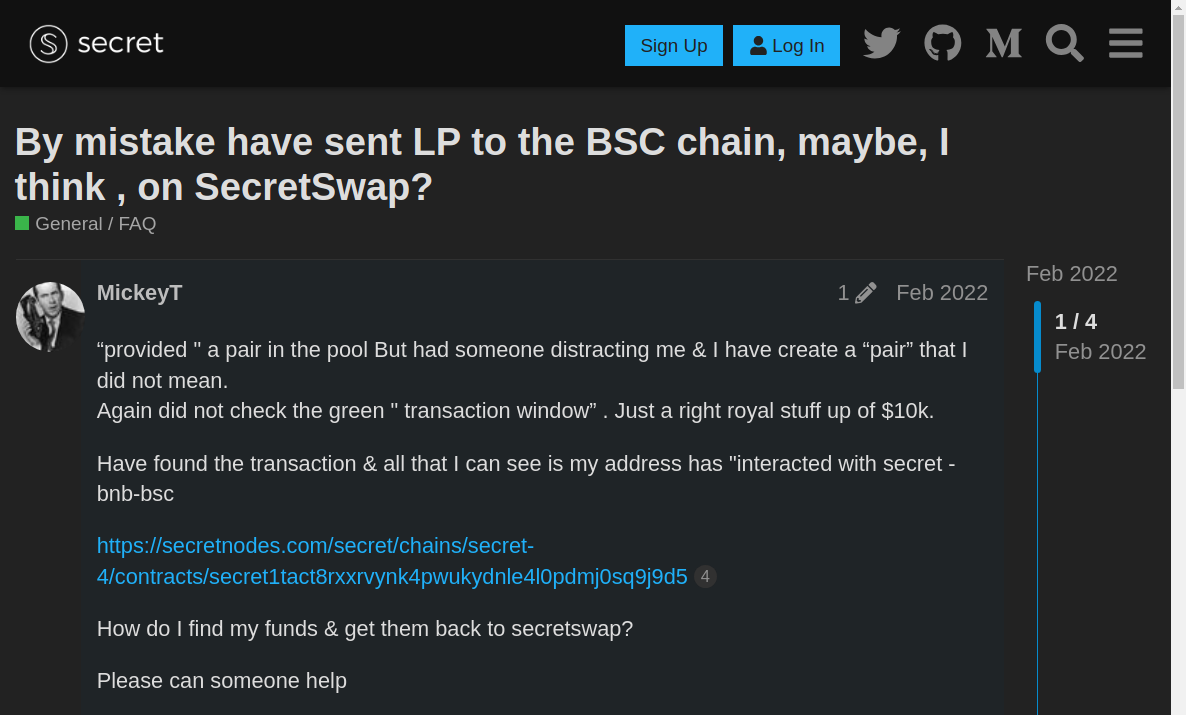 secret
Sign Up
Log In
By mistake have sent LP to the BSC chain, maybe, I
think , on SecretSwap?
General / FAQ
MickeyT
1
Feb 2022
“provided " a pair in the pool But had someone distracting me & I have create a “pair” that I
did not mean.
Again did not check the green " transaction window” . Just a right royal stuff up of $10k.
Have found the transaction & all that I can see is my address has "interacted with secret -
bnb-bsc
https://secretnodes.com/secret/chains/secret-
4/contracts/secret1tact8rxxrvynk4pwukydnle4l0pdmj0sq9j9d5 4
How do I find my funds & get them back to secretswap?
Please can someone help
Feb 2022
1 / 4
Feb 2022